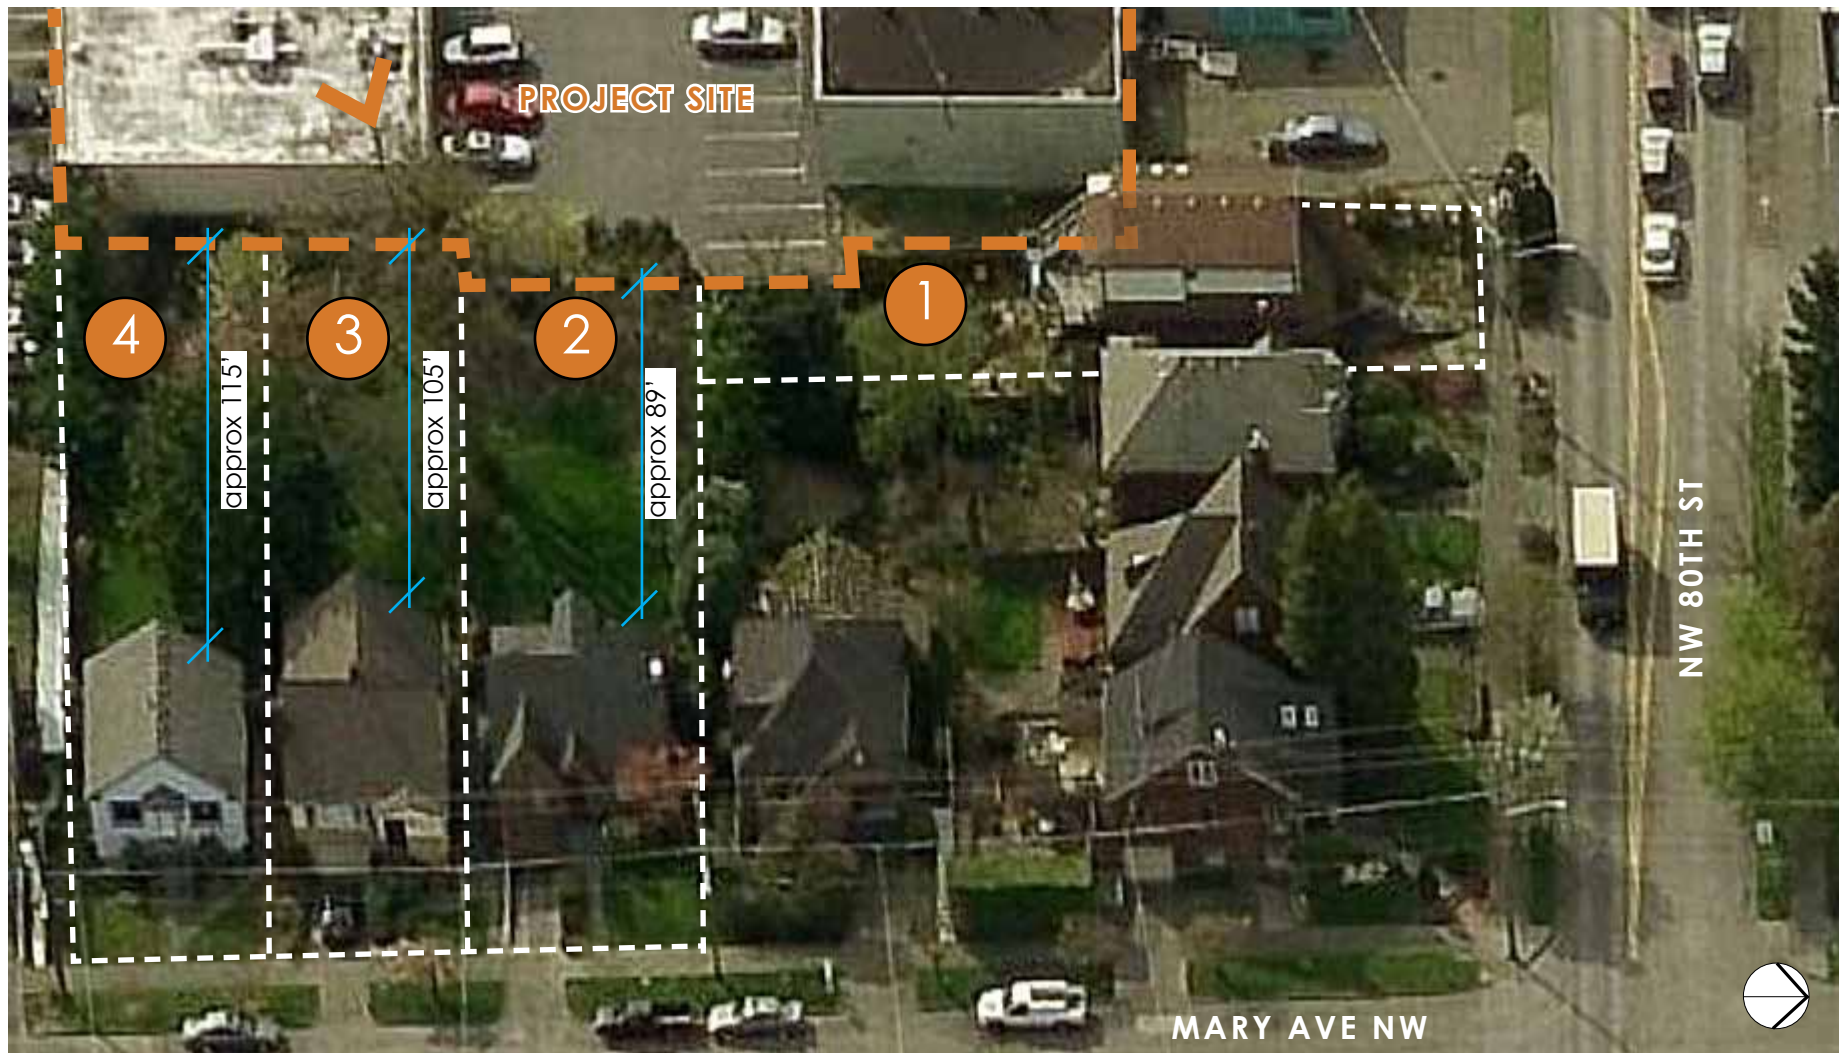 PROJECT SITE
1
2
3
4
approx 115'
approx 105'
approx 89'
NW 80TH ST
MARY AVE NW